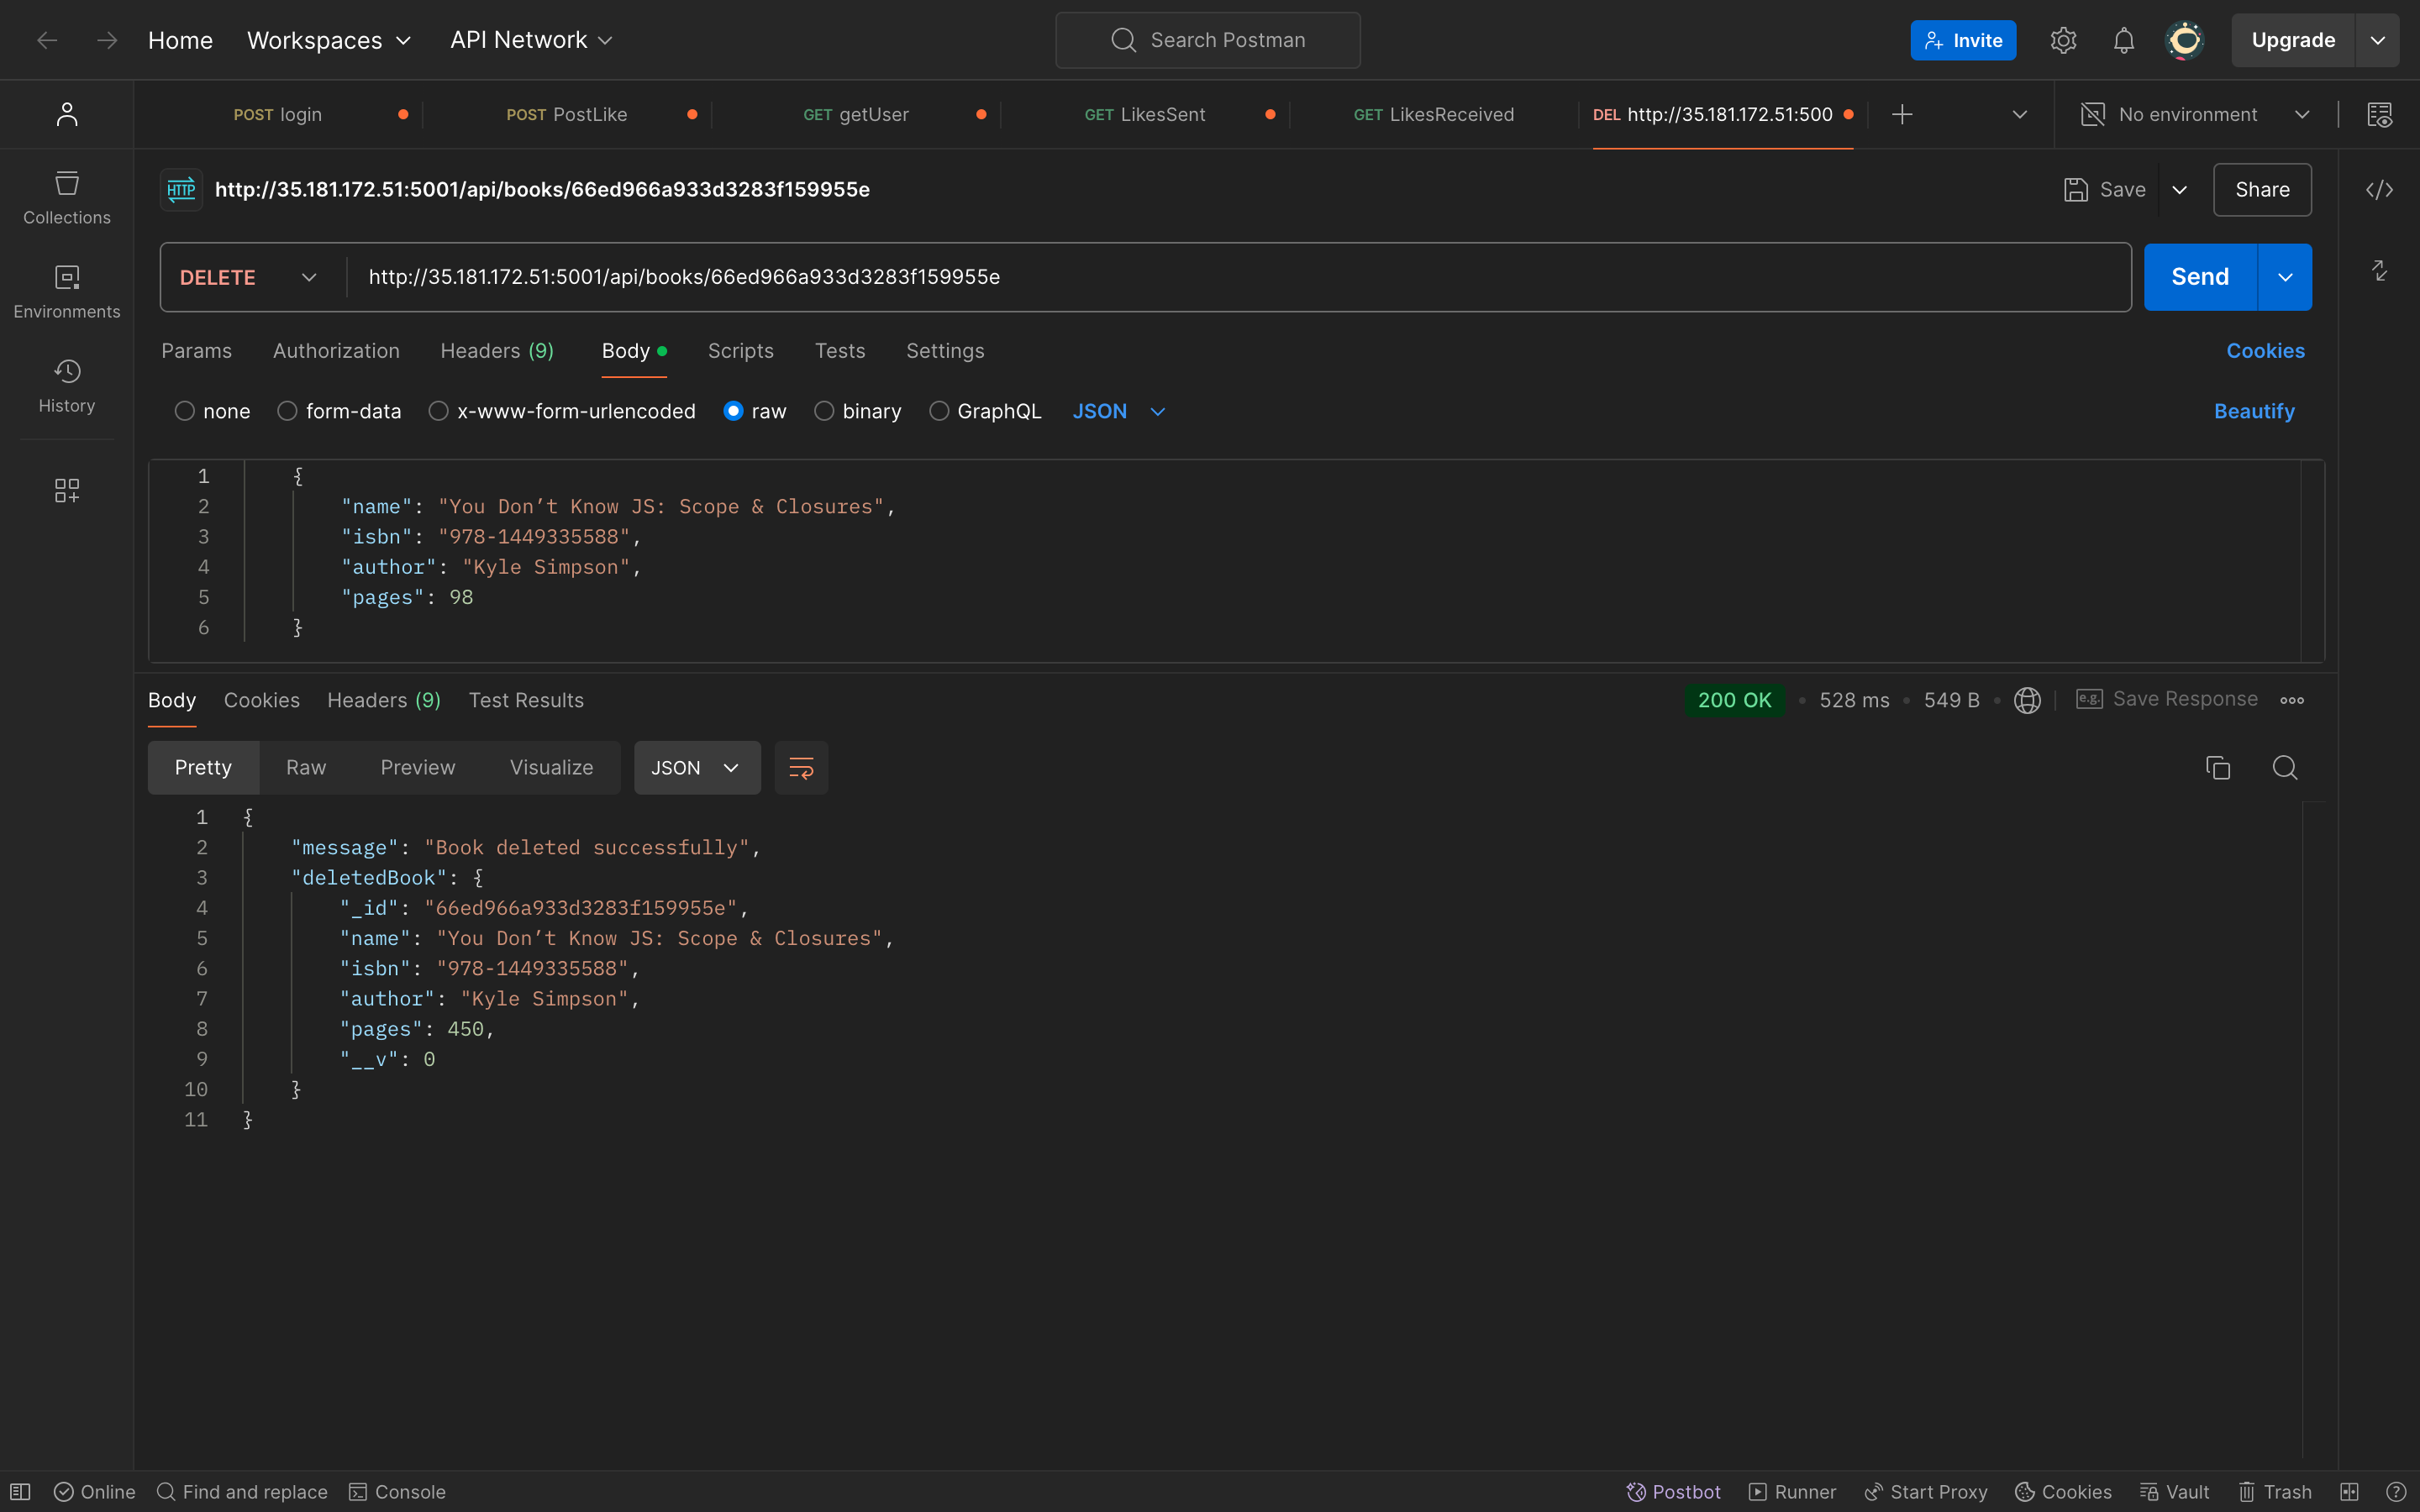 Home Workspaces API Network Search Postman Invite Upgrade
POST login POST PostLike GET getUser GET LikesSent GET LikesReceived DEL http://35.181.172.51:500 No environment
HTTP http://35.181.172.51:5001/api/books/66ed966a933d3283f159955e Save Share
Collections
Environments
History
DELETE http://35.181.172.51:5001/api/books/66ed966a933d3283f159955e Send
Params Authorization Headers (9) Body Scripts Tests Settings Cookies
none form-data x-www-form-urlencoded raw binary GraphQL JSON Beautify
1 {
2 "name": "You Don’t Know JS: Scope & Closures",
3 "isbn": "978-1449335588",
4 "author": "Kyle Simpson",
5 "pages": 98
6 }
Body Cookies Headers (9) Test Results 200 OK 528 ms 549 B e.g. Save Response
Pretty Raw Preview Visualize JSON
1 {
2 "message": "Book deleted successfully",
3 "deletedBook": {
4 "_id": "66ed966a933d3283f159955e",
5 "name": "You Don’t Know JS: Scope & Closures",
6 "isbn": "978-1449335588",
7 "author": "Kyle Simpson",
8 "pages": 450,
9 "__v": 0
10 }
11 }
Online Find and replace Console Postbot Runner Start Proxy Cookies Vault Trash